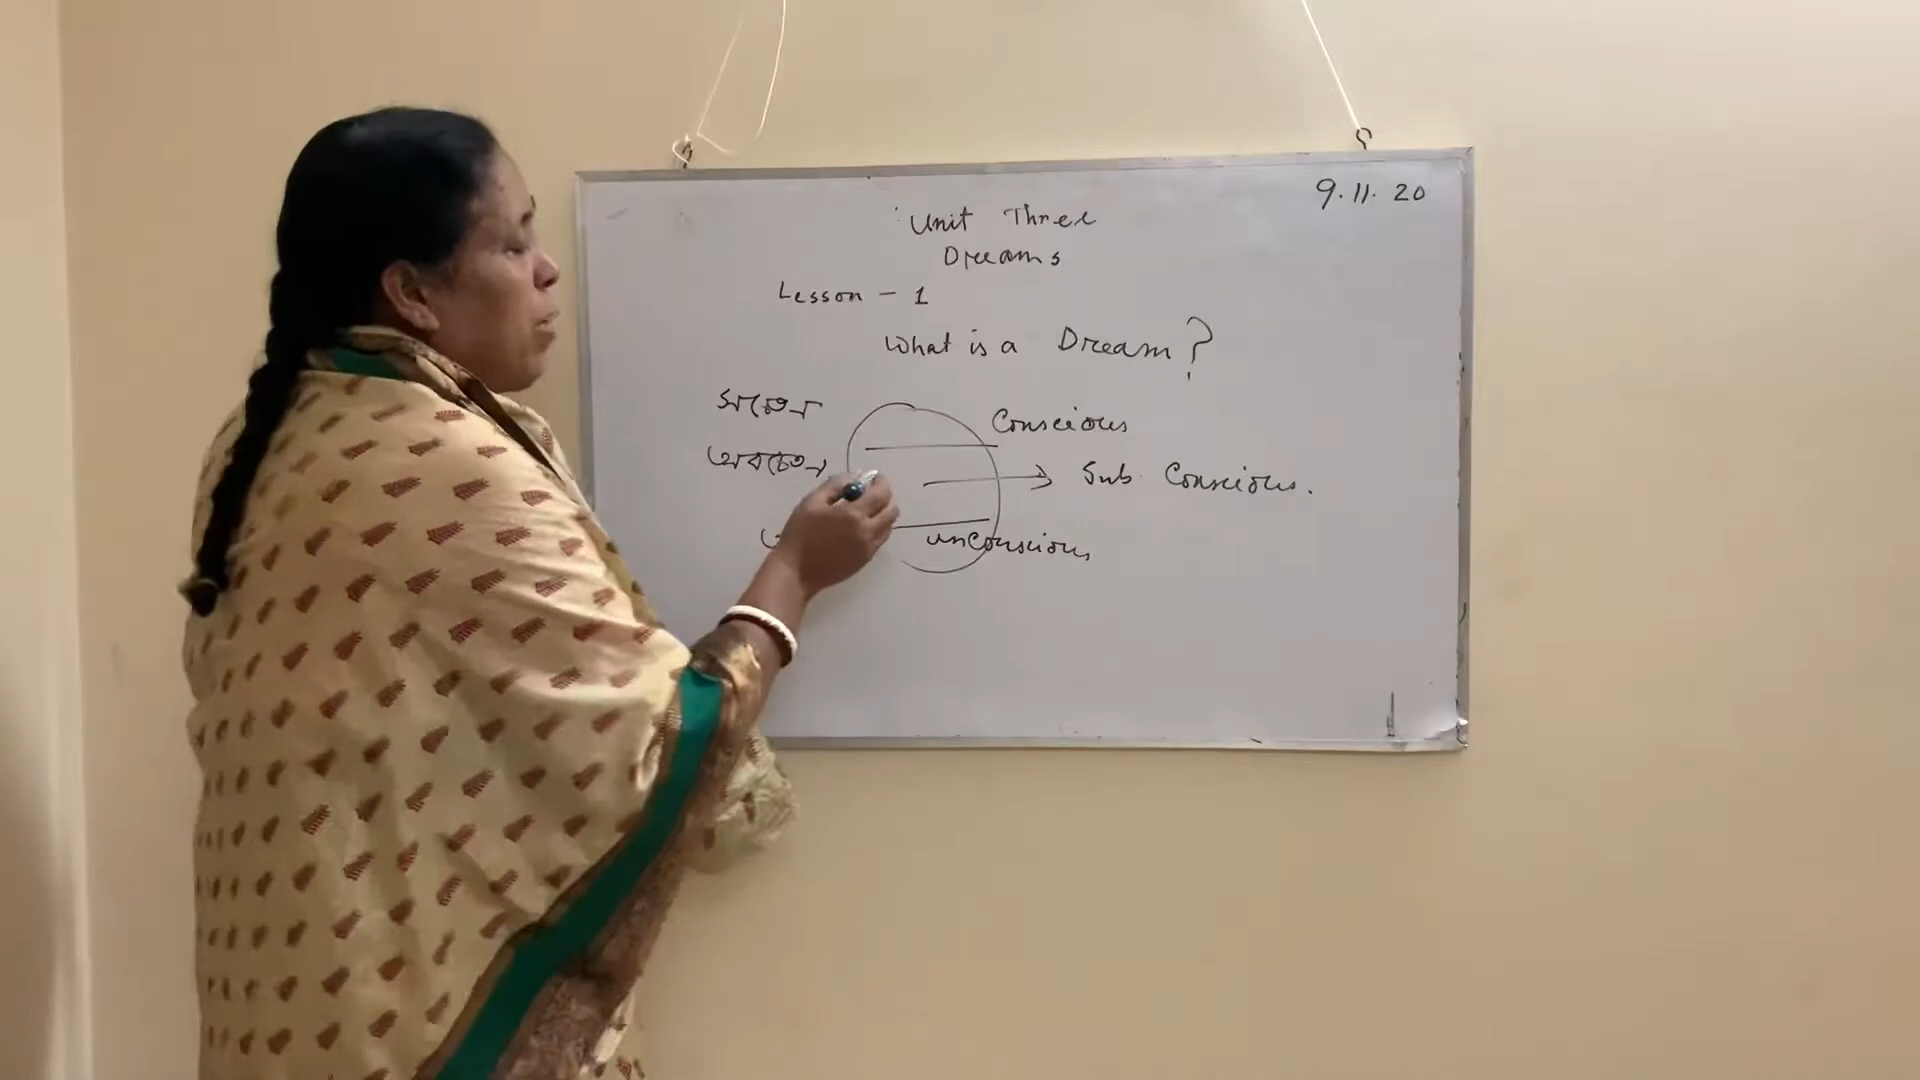 9.11.20
Unit Three
Dreams
Lesson - 1
What is a Dream?
সচেতন
Conscious
অবচেতন
Sub Conscious.
unconscious